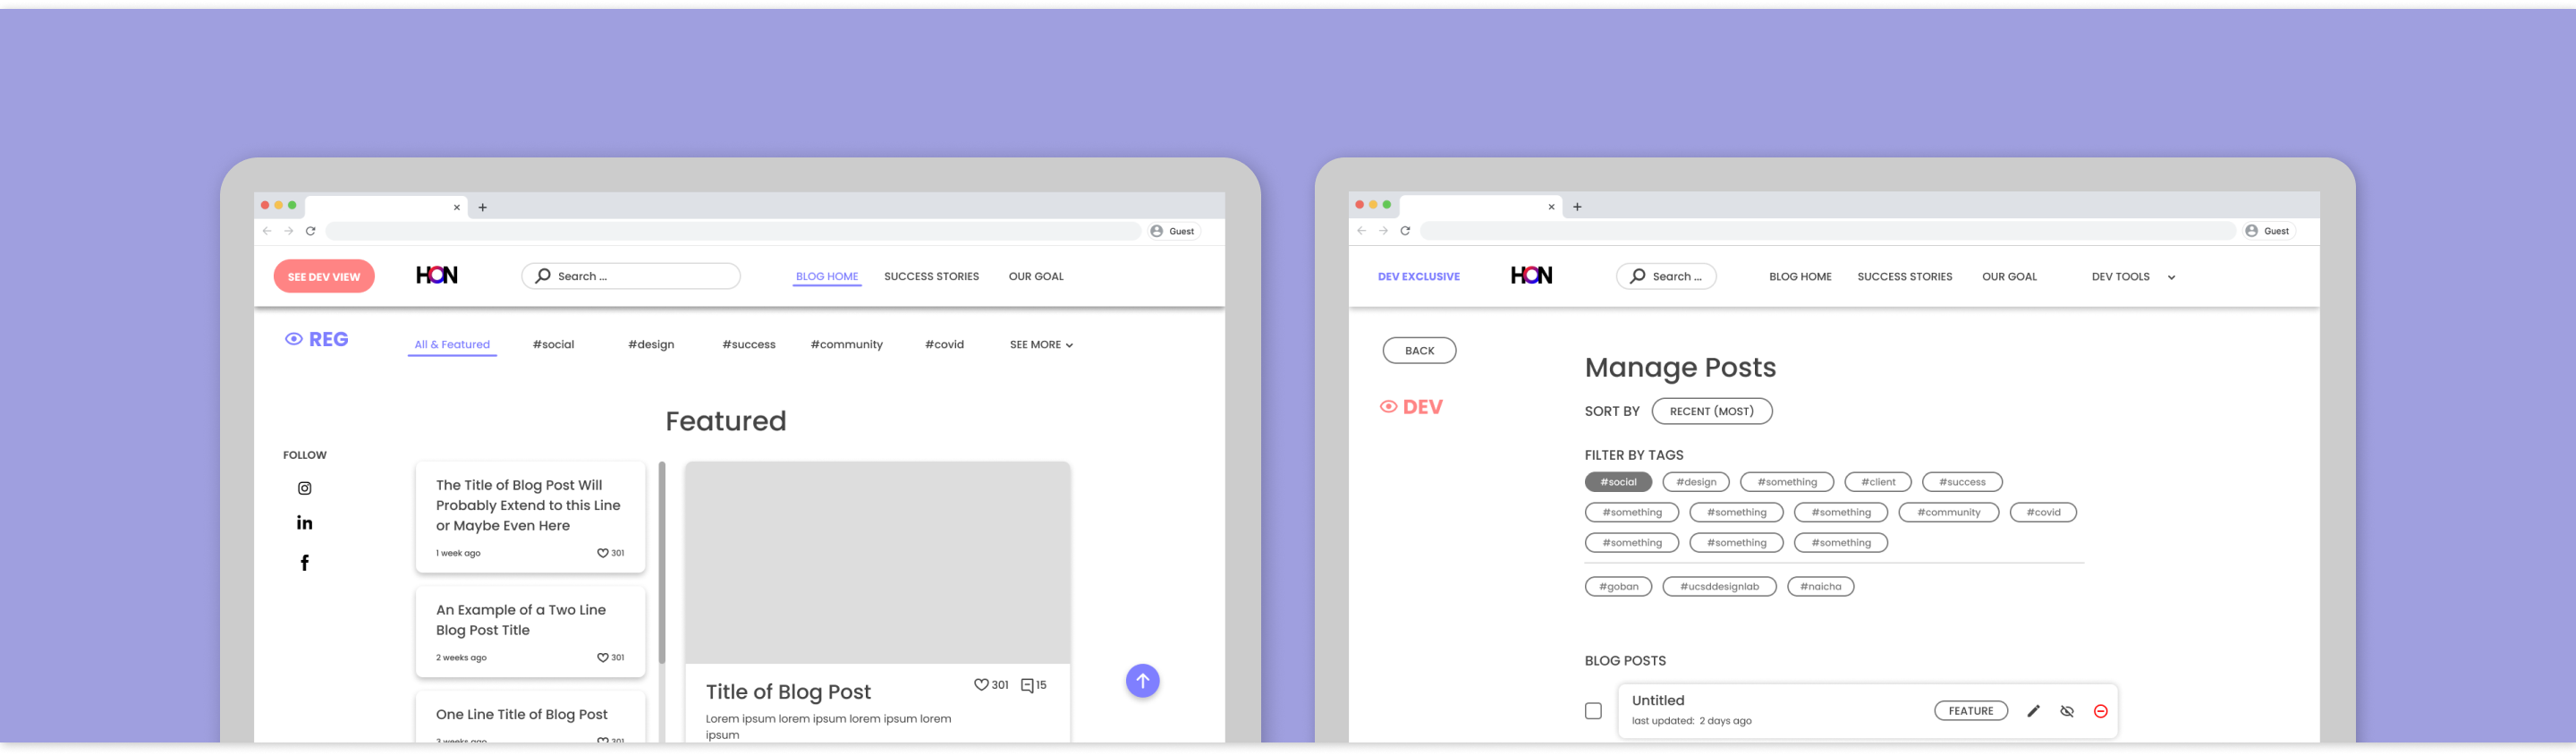 Guest
SEE DEV VIEW
HON
Search ...
BLOG HOME
SUCCESS STORIES
OUR GOAL
REG
All & Featured
#social
#design
#success
#community
#covid
SEE MORE
Featured
FOLLOW
The Title of Blog Post Will
Probably Extend to this Line
or Maybe Even Here
1 week ago
301
An Example of a Two Line
Blog Post Title
2 weeks ago
301
One Line Title of Blog Post
3 weeks ago
301
Title of Blog Post
301
15
Lorem ipsum lorem ipsum lorem ipsum lorem
ipsum
Guest
DEV EXCLUSIVE
HON
Search ...
BLOG HOME
SUCCESS STORIES
OUR GOAL
DEV TOOLS
BACK
DEV
Manage Posts
SORT BY
RECENT (MOST)
FILTER BY TAGS
#social
#design
#something
#client
#success
#something
#something
#something
#community
#covid
#something
#something
#something
#goban
#ucsddesignlab
#naicha
BLOG POSTS
Untitled
last updated: 2 days ago
FEATURE